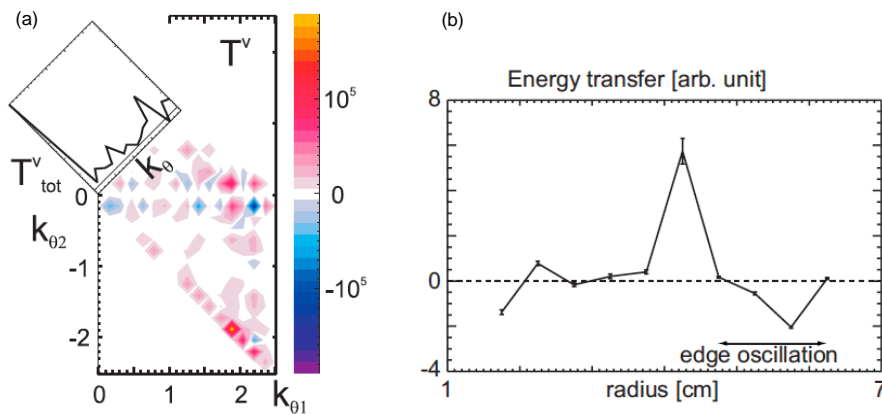 (a)
T^v
10^5
0
-10^5
T^v_tot
k_θ
0
k_θ2
-1
-2
0
1
2
k_θ1
(b)
Energy transfer [arb. unit]
8
4
0
-4
edge oscillation
1
radius [cm]
7